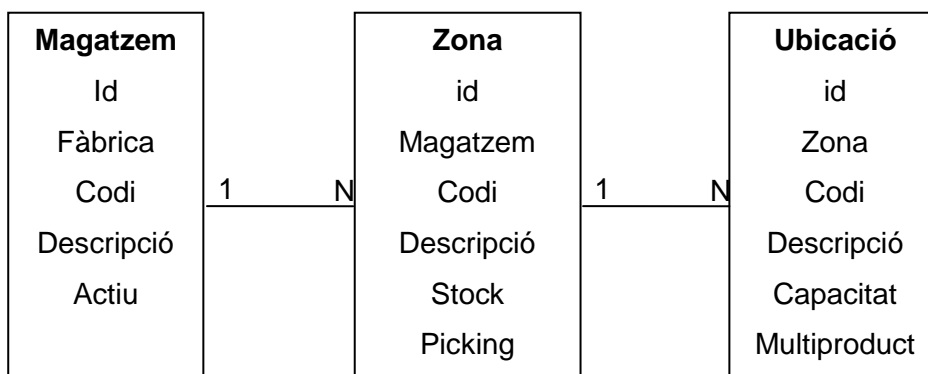 Magatzem
Id
Fàbrica
Codi
Descripció
Actiu
1 N
Zona
id
Magatzem
Codi
Descripció
Stock
Picking
1 N
Ubicació
id
Zona
Codi
Descripció
Capacitat
Multiproduct